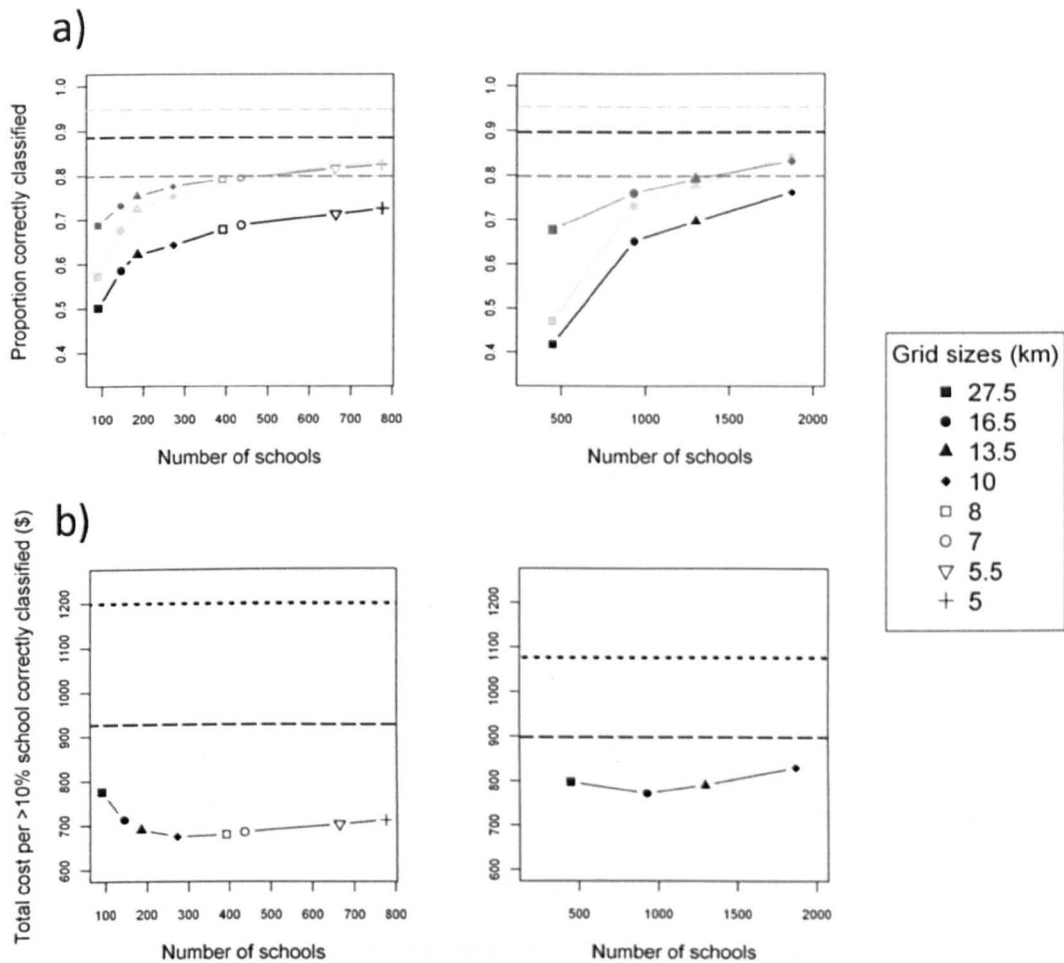 a)
Proportion correctly classified
1.0
0.9
0.8
0.7
0.6
0.5
0.4
100 200 300 400 500 600 700 800
Number of schools
1.0
0.9
0.8
0.7
0.6
0.5
0.4
500 1000 1500 2000
Number of schools
Grid sizes (km)
27.5
16.5
13.5
10
8
7
5.5
5
b)
Total cost per >10% school correctly classified ($)
1200
1100
1000
900
800
700
600
100 200 300 400 500 600 700 800
Number of schools
1200
1100
1000
900
800
700
600
500 1000 1500 2000
Number of schools